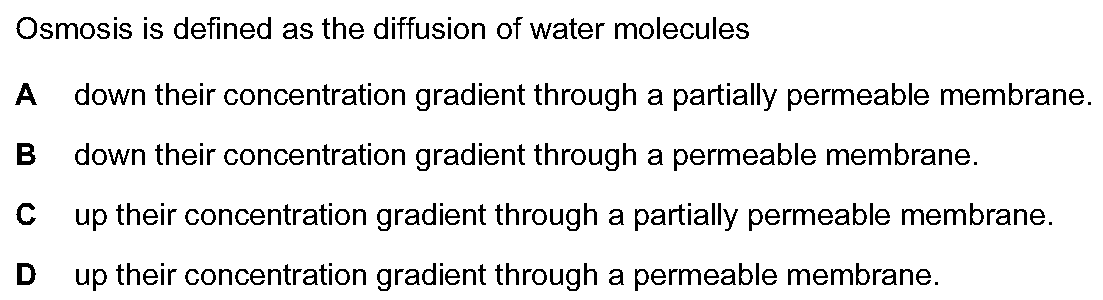 Osmosis is defined as the diffusion of water molecules
A down their concentration gradient through a partially permeable membrane.
B down their concentration gradient through a permeable membrane.
C up their concentration gradient through a partially permeable membrane.
D up their concentration gradient through a permeable membrane.